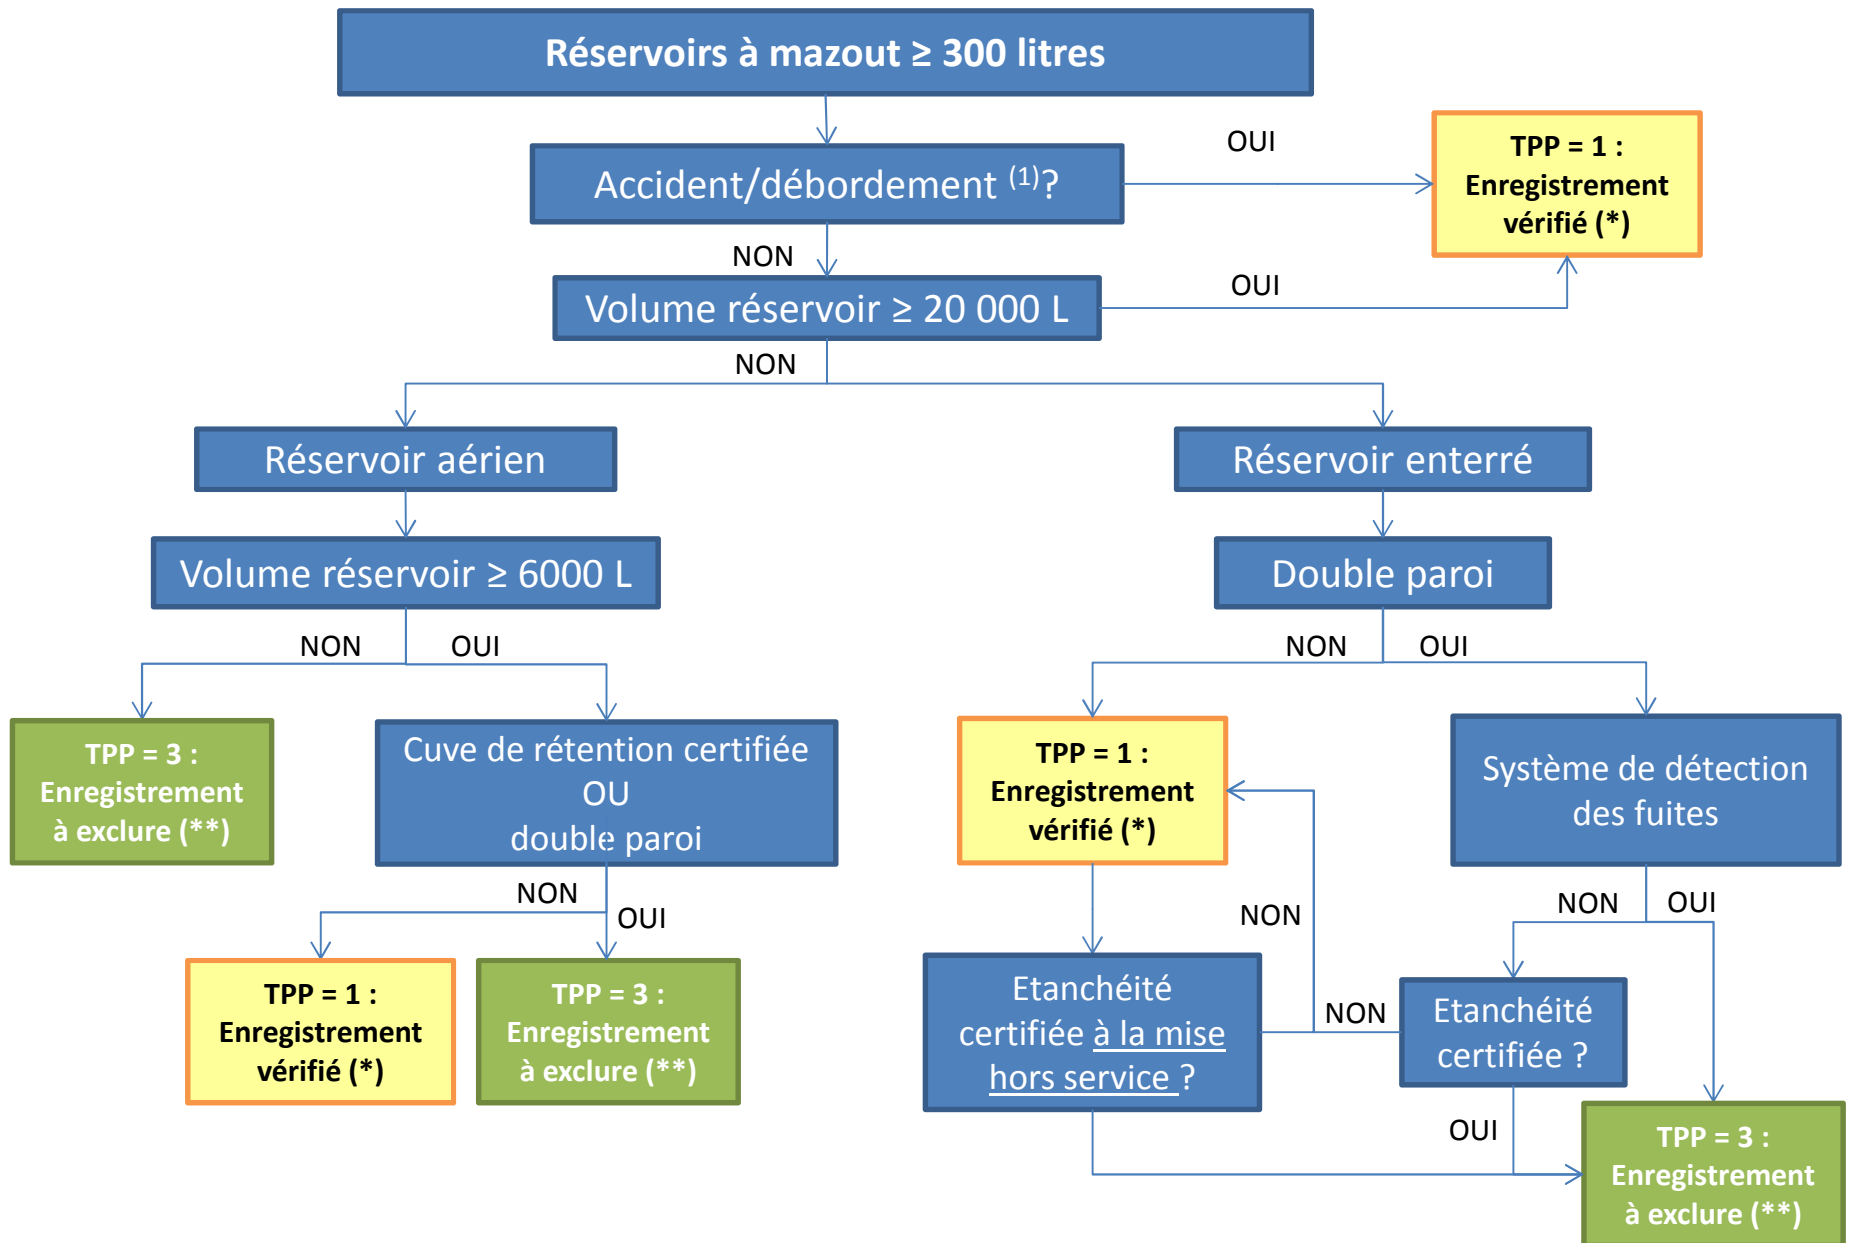 Réservoirs à mazout ≥ 300 litres
OUI
Accident/débordement (1)?
TPP = 1 :
Enregistrement
vérifié (*)
NON
Volume réservoir ≥ 20 000 L
OUI
NON
Réservoir aérien
Réservoir enterré
Volume réservoir ≥ 6000 L
Double paroi
NON
OUI
NON
OUI
TPP = 3 :
Enregistrement
à exclure (**)
Cuve de rétention certifiée
OU
double paroi
TPP = 1 :
Enregistrement
vérifié (*)
Système de détection
des fuites
NON
OUI
NON
NON
OUI
TPP = 1 :
Enregistrement
vérifié (*)
TPP = 3 :
Enregistrement
à exclure (**)
Etanchéité
certifiée à la mise
hors service ?
NON
Etanchéité
certifiée ?
OUI
TPP = 3 :
Enregistrement
à exclure (**)